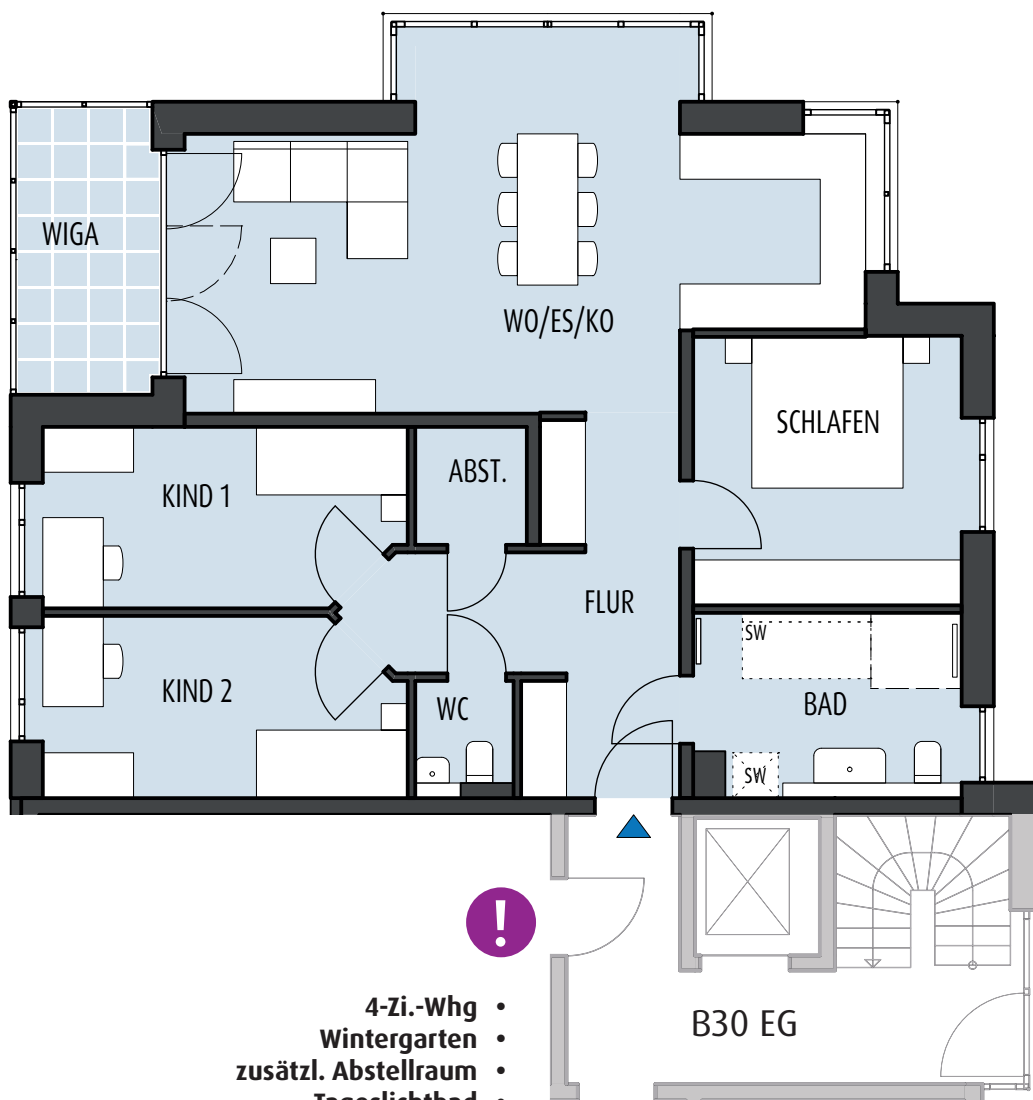 WIGA
WO/ES/KO
SCHLAFEN
ABST.
KIND 1
FLUR
SW
KIND 2
WC
BAD
SW
!
4-Zi.-Whg •
Wintergarten •
zusätzl. Abstellraum •
Tageslichtbad •
B30 EG